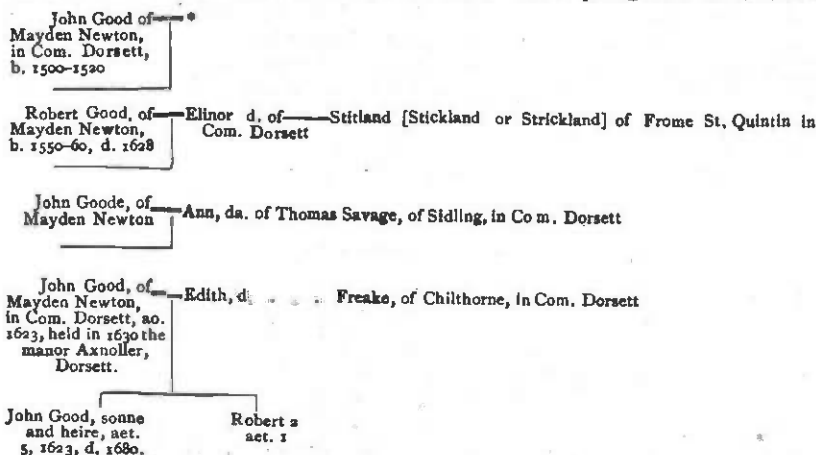 John Good of *
Mayden Newton,
in Com. Dorsett,
b. 1500-1520
Robert Good, of Elinor d. of Stitland [Stickland or Strickland] of Frome St, Quintin in
Mayden Newton, Com. Dorsett
b. 1550-60, d. 1628
John Goode, of
Mayden Newton Ann, da. of Thomas Savage, of Sidling, in Com. Dorsett
John Good, of Edith, d . . . . Freake, of Chilthorne, in Com. Dorsett
Mayden Newton,
in Com. Dorsett, ao.
1623, held in 1630 the
manor Axnoller,
Dorsett.
John Good, sonne
and heire, aet.
5, 1623, d. 1680.
Robert 2
aet. 1